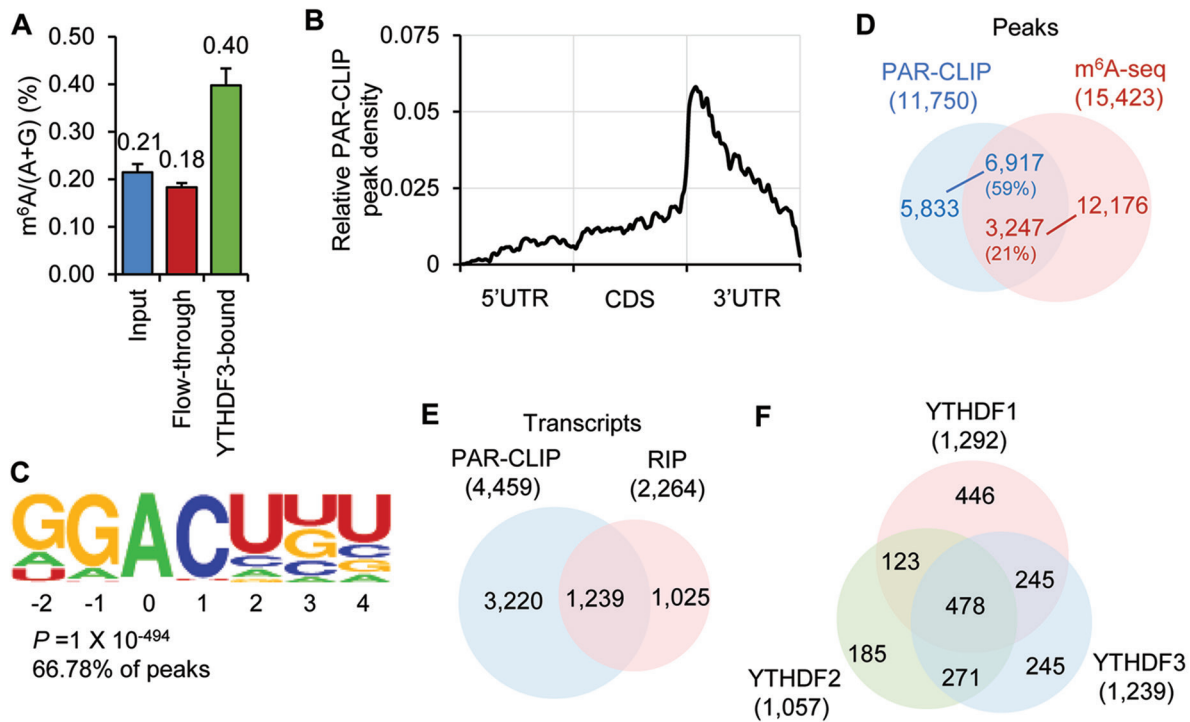 A
m⁶A/(A+G) (%)
0.50
0.40
0.30
0.20
0.10
0.00
0.21
0.18
0.40
Input
Flow-through
YTHDF3-bound
B
Relative PAR-CLIP
peak density
0.075
0.05
0.025
0
5’UTR CDS 3’UTR
C
GGACUUU
AACGC
UACCG
GAA
-2 -1 0 1 2 3 4
P =1 X 10⁻⁴⁹⁴
66.78% of peaks
D
Peaks
PAR-CLIP
(11,750)
m⁶A-seq
(15,423)
6,917
(59%)
5,833
3,247
(21%)
12,176
E
Transcripts
PAR-CLIP
(4,459)
RIP
(2,264)
3,220 1,239 1,025
F
YTHDF1
(1,292)
446
123
245
478
185
271
245
YTHDF2
(1,057)
YTHDF3
(1,239)